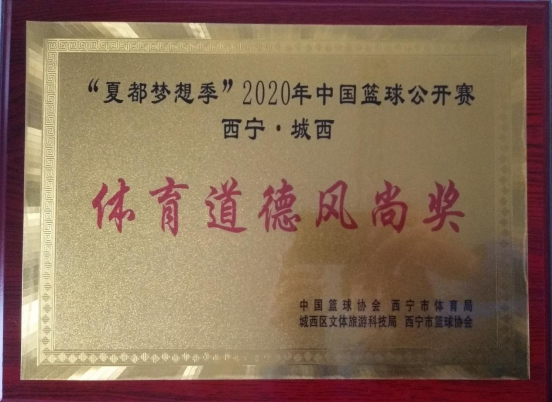 “夏都梦想季”2020年中国篮球公开赛
西宁·城西
体育道德风尚奖
中国篮球协会 西宁市体育局
城西区文体旅游科技局 西宁市篮球协会